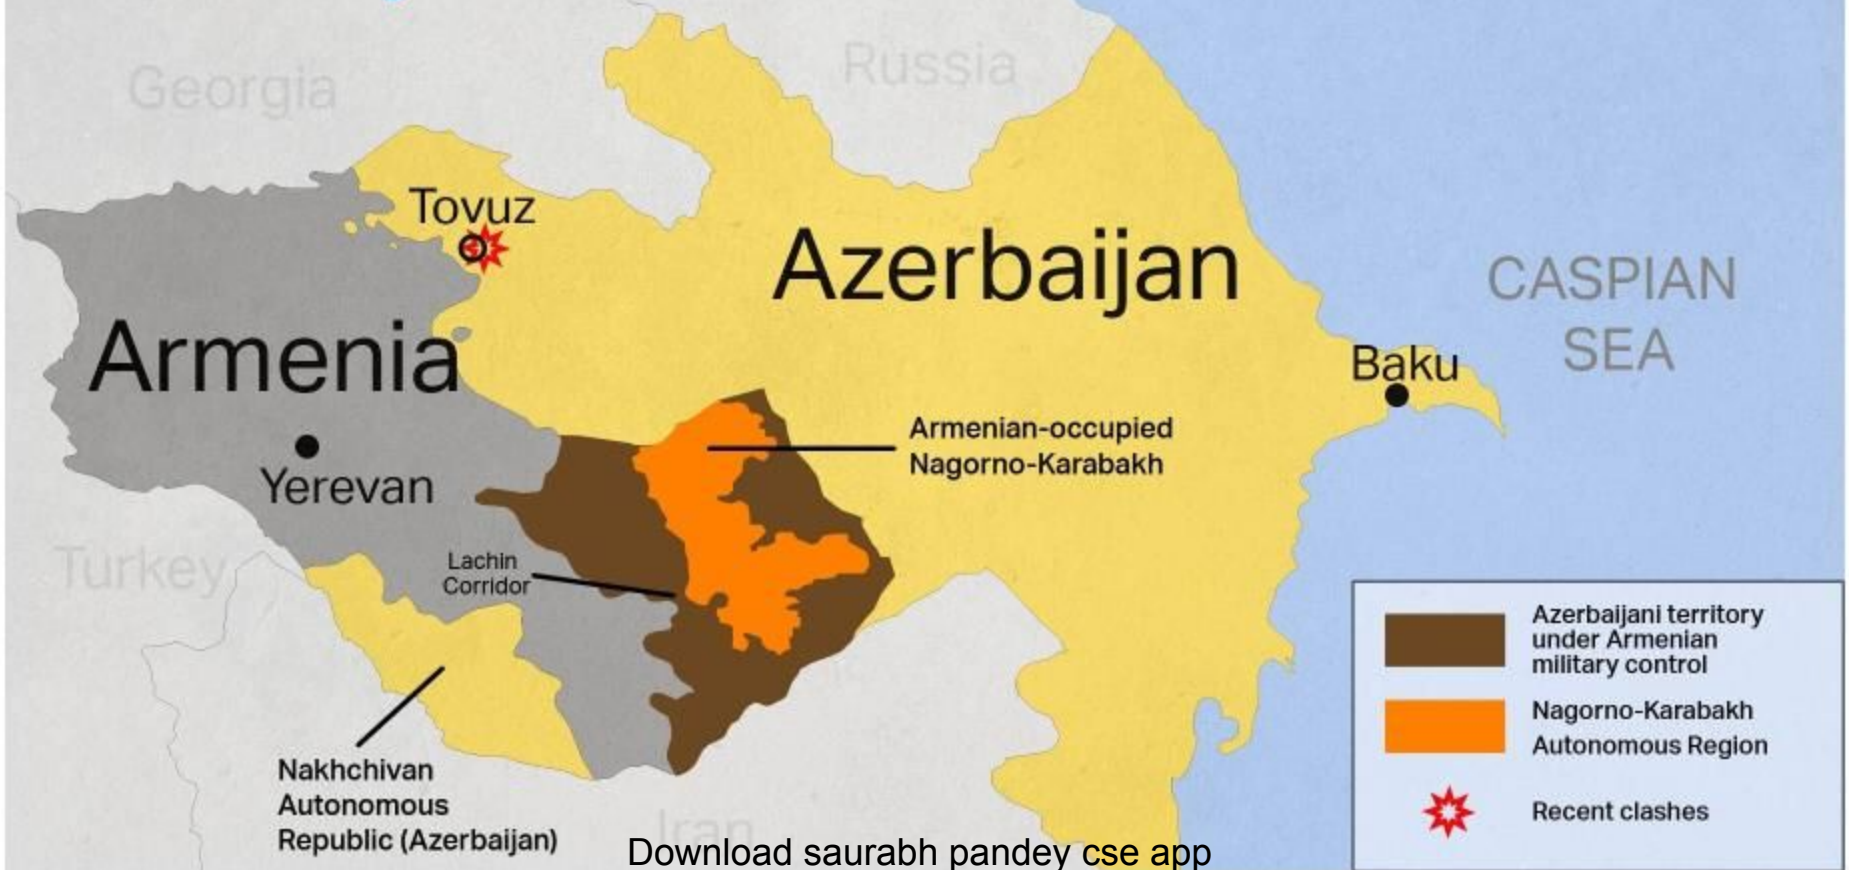 Georgia
Russia
Tovuz
Azerbaijan
CASPIAN
SEA
Armenia
Baku
Armenian-occupied
Nagorno-Karabakh
Yerevan
Turkey
Lachin
Corridor
Azerbaijani territory
under Armenian
military control
Nagorno-Karabakh
Autonomous Region
Recent clashes
Nakhchivan
Autonomous
Republic (Azerbaijan)
Iran
Download saurabh pandey cse app